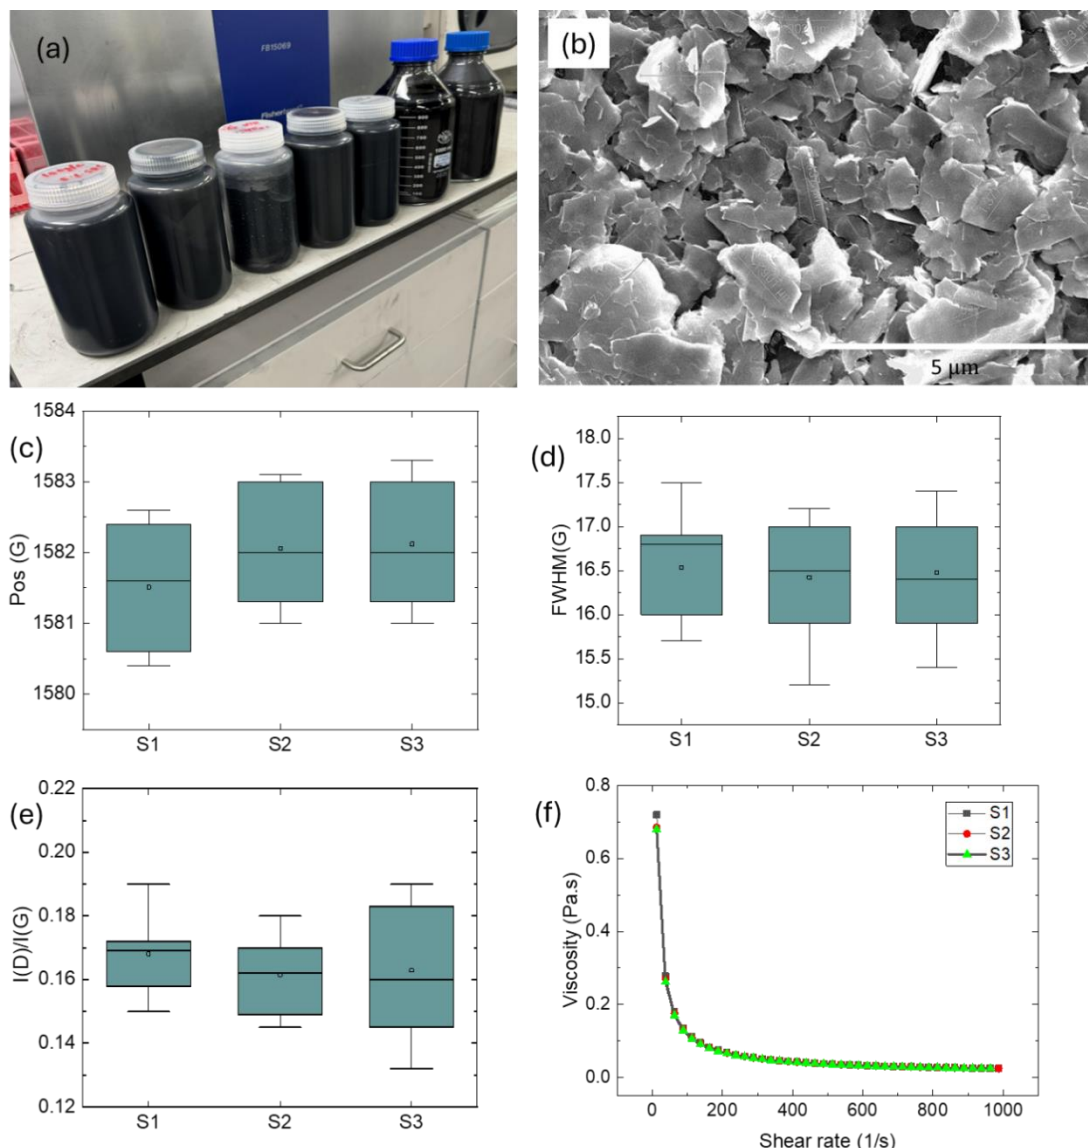 (a)
FB15069
(b)
5 μm
(c)
1584
1583
1582
1581
1580
Pos (G)
S1
S2
S3
(d)
18.0
17.5
17.0
16.5
16.0
15.5
15.0
FWHM(G)
S1
S2
S3
(e)
0.22
0.20
0.18
0.16
0.14
0.12
I(D)/I(G)
S1
S2
S3
(f)
0.8
0.6
0.4
0.2
0.0
Viscosity (Pa.s)
S1
S2
S3
0 200 400 600 800 1000
Shear rate (1/s)